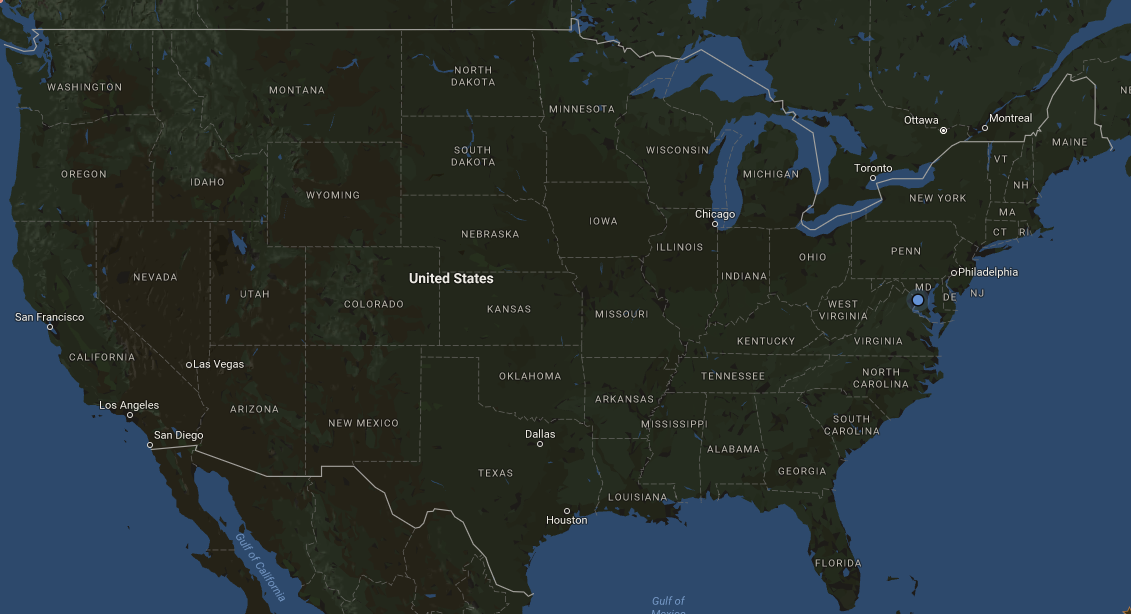 WASHINGTON
MONTANA
NORTH
DAKOTA
MINNESOTA
Ottawa
Montreal
MAINE
OREGON
IDAHO
WYOMING
SOUTH
DAKOTA
WISCONSIN
MICHIGAN
Toronto
VT
NH
NEW YORK
MA
CT
RI
Chicago
IOWA
NEBRASKA
ILLINOIS
INDIANA
OHIO
PENN
Philadelphia
NEVADA
UTAH
COLORADO
United States
KANSAS
MISSOURI
WEST
VIRGINIA
MD
DE
NJ
San Francisco
CALIFORNIA
Las Vegas
KENTUCKY
VIRGINIA
Los Angeles
San Diego
ARIZONA
NEW MEXICO
OKLAHOMA
ARKANSAS
TENNESSEE
NORTH
CAROLINA
SOUTH
CAROLINA
Dallas
TEXAS
MISSISSIPPI
ALABAMA
GEORGIA
LOUISIANA
Houston
FLORIDA
Gulf of California
Gulf of
Mexico